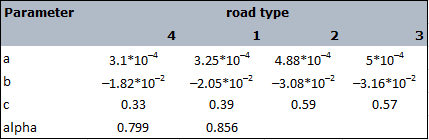 Parameter road type
4 1 2 3
a 3.1*10⁻⁴ 3.25*10⁻⁴ 4.88*10⁻⁴ 5*10⁻⁴
b –1.82*10⁻² –2.05*10⁻² –3.08*10⁻² –3.16*10⁻²
c 0.33 0.39 0.59 0.57
alpha 0.799 0.856